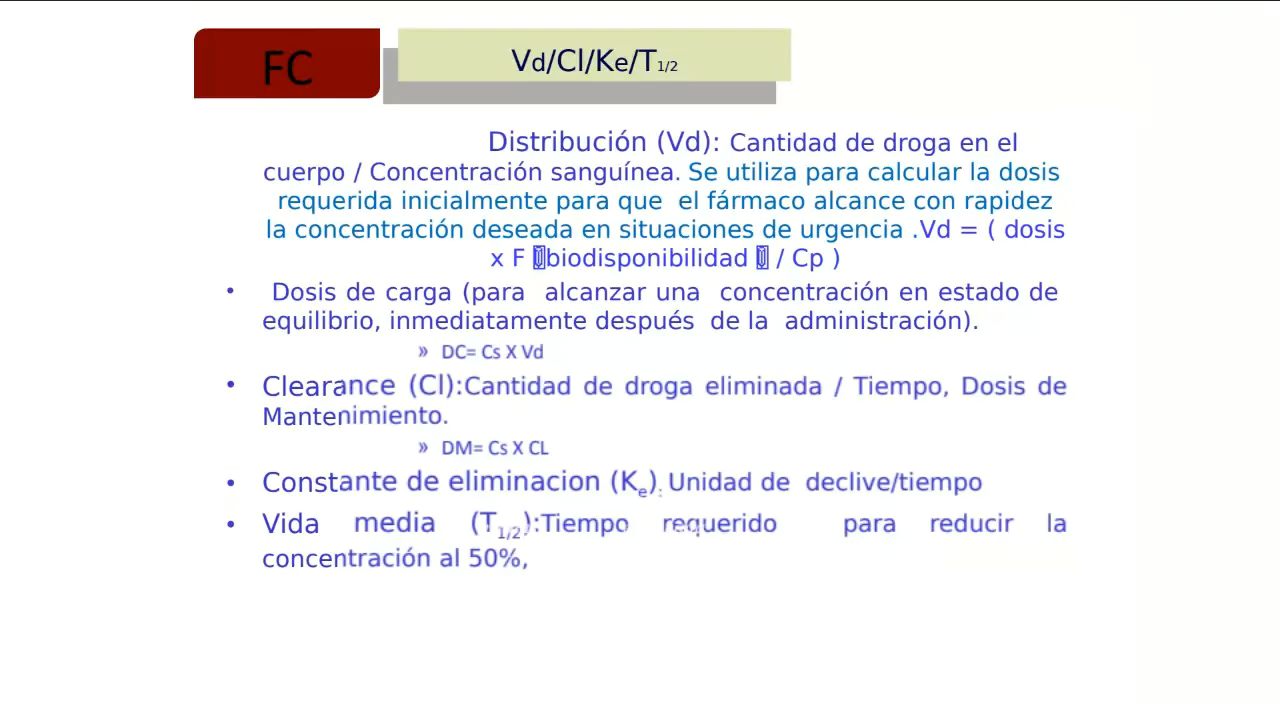 FC
Vd/Cl/Ke/T1/2
Distribución (Vd): Cantidad de droga en el
cuerpo / Concentración sanguínea. Se utiliza para calcular la dosis
requerida inicialmente para que el fármaco alcance con rapidez
la concentración deseada en situaciones de urgencia .Vd = ( dosis
x F biodisponibilidad / Cp )
• Dosis de carga (para alcanzar una concentración en estado de
equilibrio, inmediatamente después de la administración).
» DC= Cs X Vd
• Clearance (Cl):Cantidad de droga eliminada / Tiempo, Dosis de
Mantenimiento.
» DM= Cs X CL
• Constante de eliminacion (Ke): Unidad de declive/tiempo
• Vida media (T1/2):Tiempo requerido para reducir la
concentración al 50%,